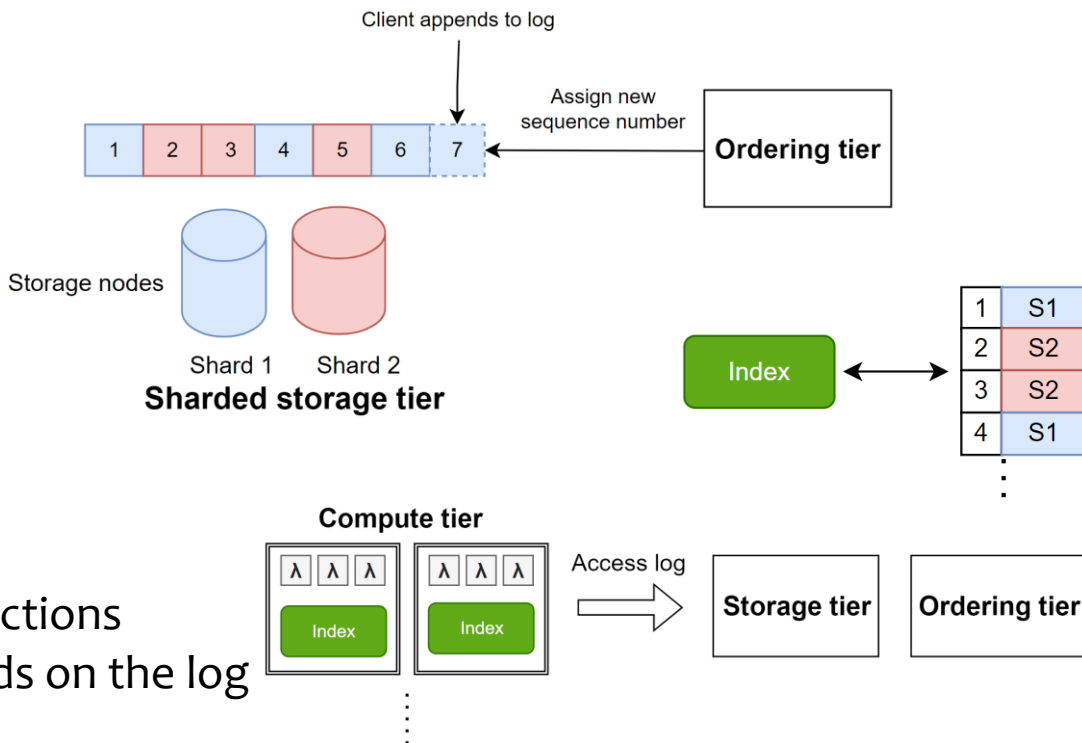 Client appends to log
Assign new
sequence number
1 2 3 4 5 6 7
Ordering tier
Storage nodes
Shard 1 Shard 2
Sharded storage tier
Index
1 S1
2 S2
3 S2
4 S1
Compute tier
λ λ λ
Index
λ λ λ
Index
Access log
Storage tier
Ordering tier
ctions
ds on the log